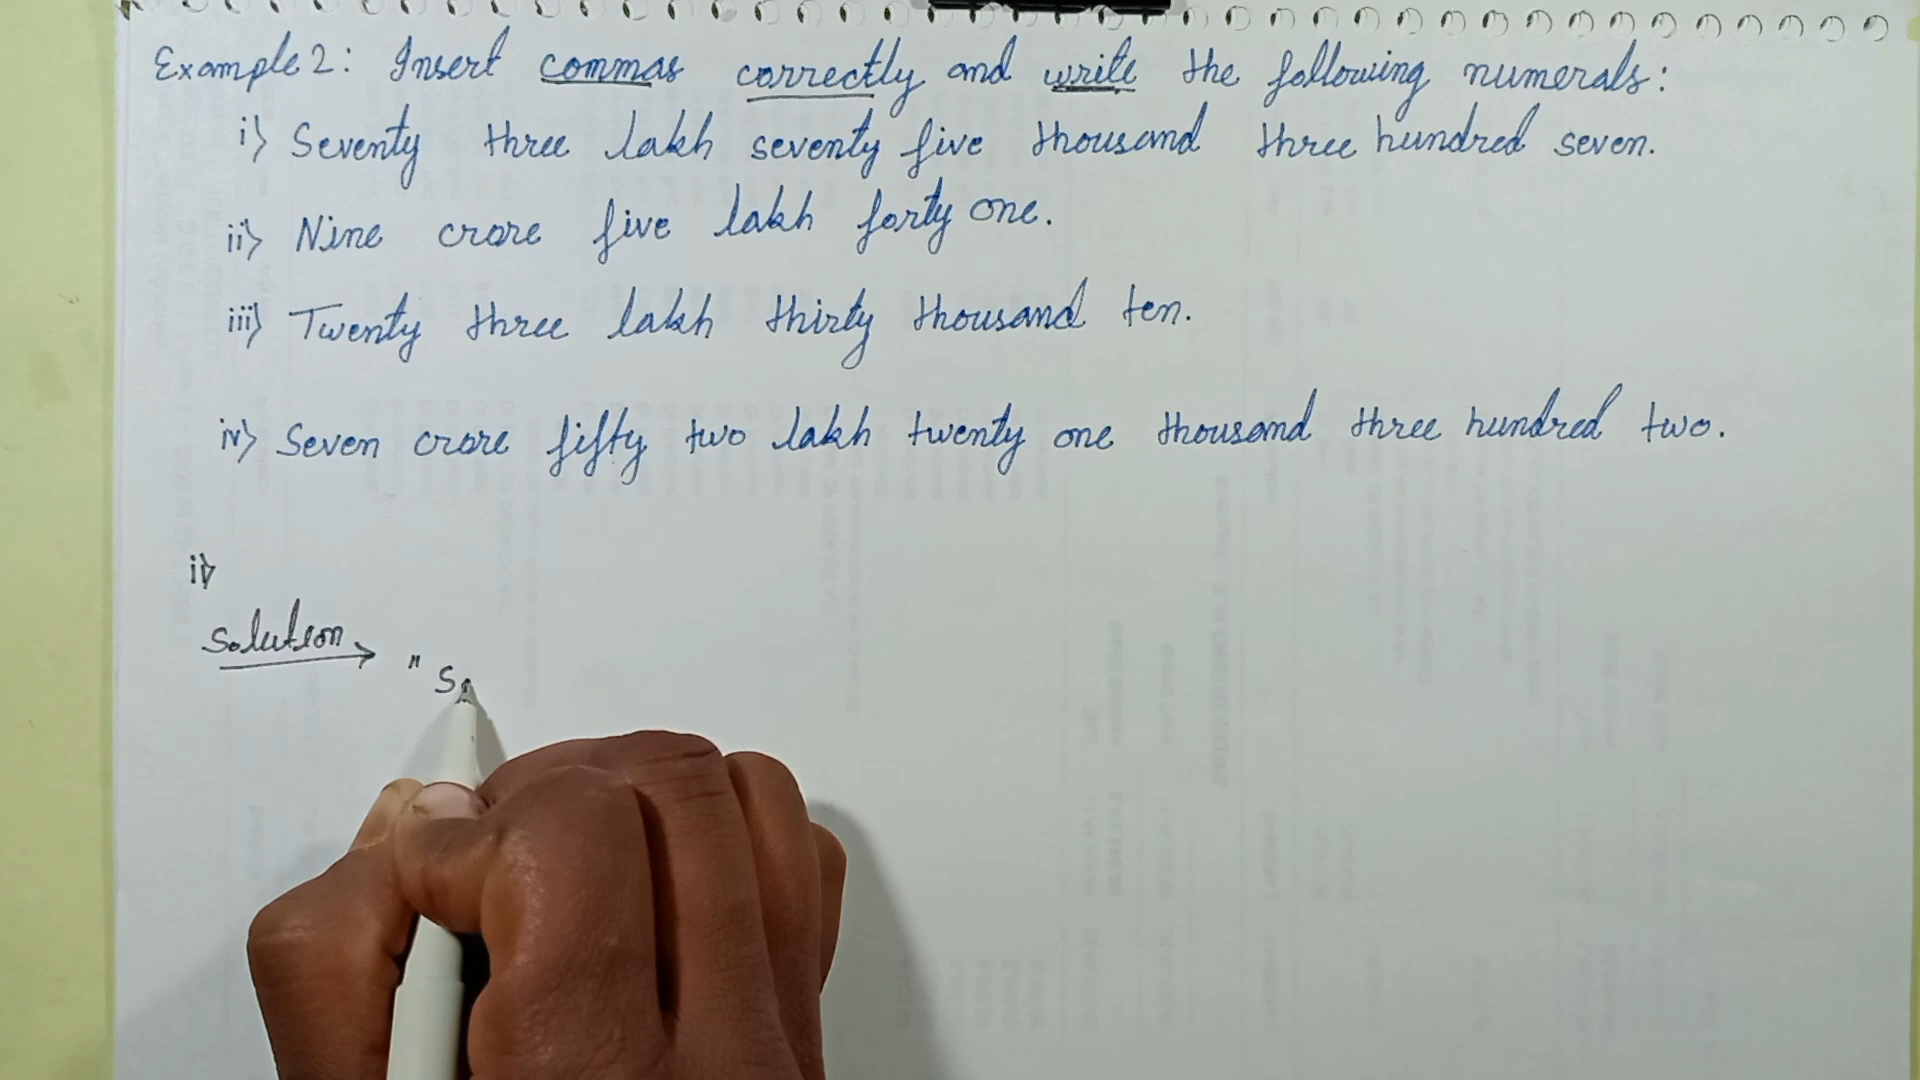 Example 2: Insert commas correctly and write the following numerals:
i) Seventy three lakh seventy five thousand three hundred seven.
ii) Nine crore five lakh forty one.
iii) Twenty three lakh thirty thousand ten.
iv) Seven crore fifty two lakh twenty one thousand three hundred two.
i)
Solution → " Se